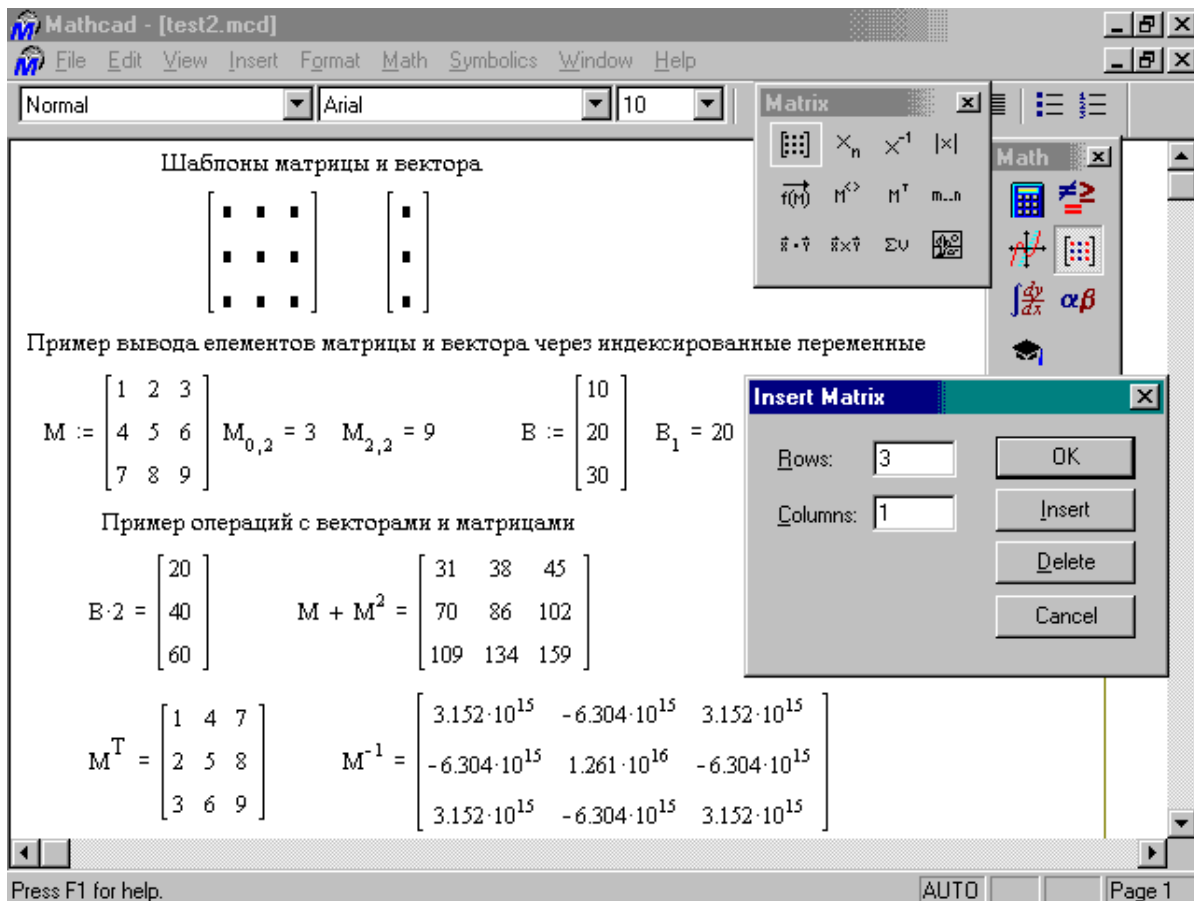 Mathcad - [test2.mcd]
File Edit View Insert Format Math Symbolics Window Help
Normal Arial 10
Matrix
[⋮⋮⋮] ×n ×⁻¹ |×|
f(M) M<> Mᵀ m..n
x⃗·y⃗ x⃗×y⃗ Συ
Math
≠≥=
∫dy/dx αβ
Шаблоны матрицы и вектора
Пример вывода елементов матрицы и вектора через индексированные переменные
M := [1 2 3
4 5 6
7 8 9] M0,2 = 3 M2,2 = 9 B := [10
20
30] B1 = 20
Insert Matrix
Rows: 3 OK
Columns: 1 Insert
Delete
Cancel
Пример операций с векторами и матрицами
B·2 = [20
40
60] M + M² = [31 38 45
70 86 102
109 134 159]
Mᵀ = [1 4 7
2 5 8
3 6 9] M⁻¹ = [3.152·10¹⁵ -6.304·10¹⁵ 3.152·10¹⁵
-6.304·10¹⁵ 1.261·10¹⁶ -6.304·10¹⁵
3.152·10¹⁵ -6.304·10¹⁵ 3.152·10¹⁵]
Press F1 for help. AUTO Page 1